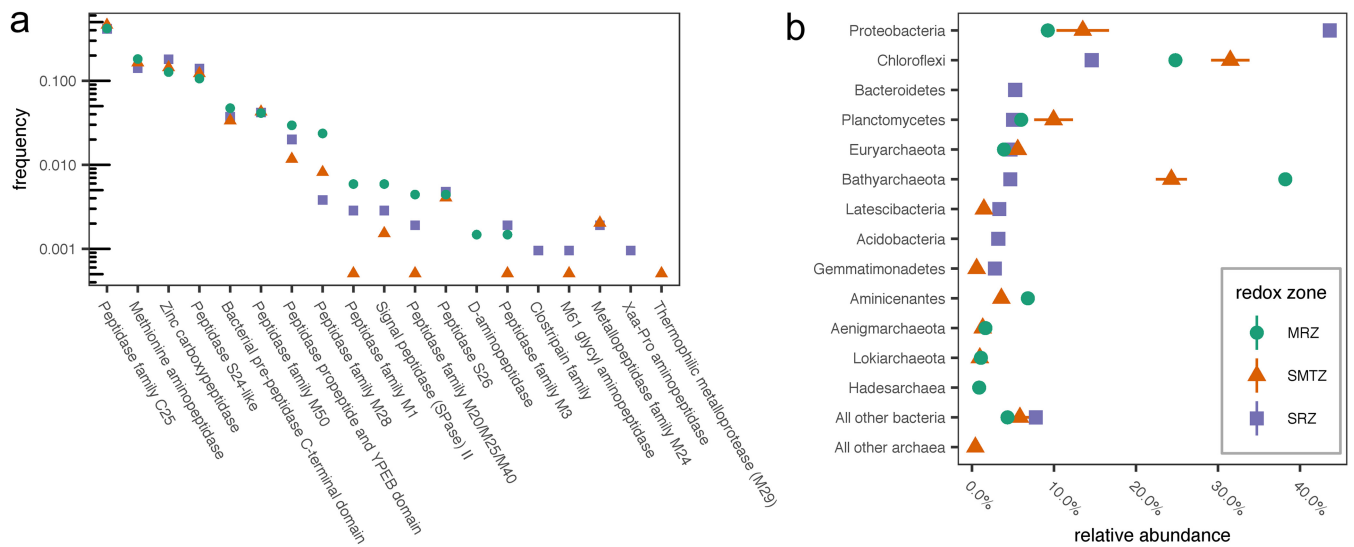 a
frequency
0.100
0.010
0.001
Peptidase family C25
Methionine aminopeptidase
Zinc carboxypeptidase
Peptidase S24-like
Bacterial pre-peptidase C-terminal domain
Peptidase family M50
Peptidase propeptide and YPEB domain
Peptidase family M28
Peptidase family M1
Signal peptidase (SPase) II
Peptidase family M20/M25/M40
Peptidase S26
D-aminopeptidase
Peptidase family M3
Clostripain family
M61 glycyl aminopeptidase
Metallopeptidase family M24
Xaa-Pro aminopeptidase
Thermophilic metalloprotease (M29)
b
Proteobacteria
Chloroflexi
Bacteroidetes
Planctomycetes
Euryarchaeota
Bathyarchaeota
Latescibacteria
Acidobacteria
Gemmatimonadetes
Aminicenantes
Aenigmarchaeota
Lokiarchaeota
Hadesarchaea
All other bacteria
All other archaea
0.0%
10.0%
20.0%
30.0%
40.0%
relative abundance
redox zone
MRZ
SMTZ
SRZ